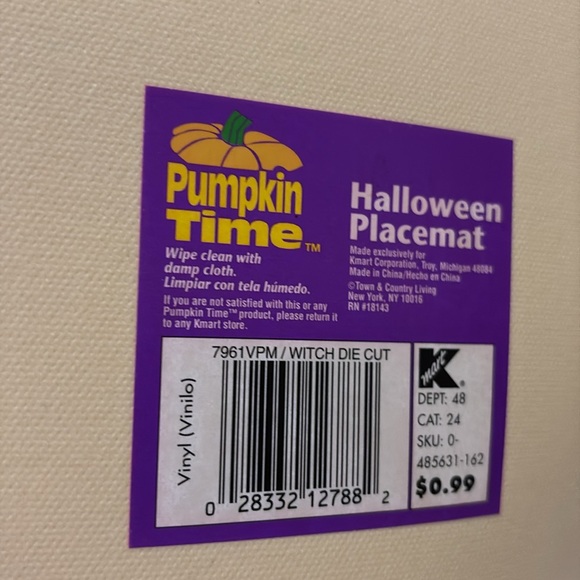 Pumpkin
Time™
Wipe clean with
damp cloth.
Limpiar con tela húmedo.
If you are not satisfied with this or any
Pumpkin Time™ product, please return it
to any Kmart store.
Halloween
Placemat
Made exclusively for
Kmart Corporation, Troy, Michigan 48084
Made in China/Hecho en China
©Town & Country Living
New York, NY 10016
RN #18143
7961VPM / WITCH DIE CUT
Vinyl (Vinilo)
0 28332 12788 2
K
mart®
DEPT: 48
CAT: 24
SKU: 0-
485631-162
$0.99